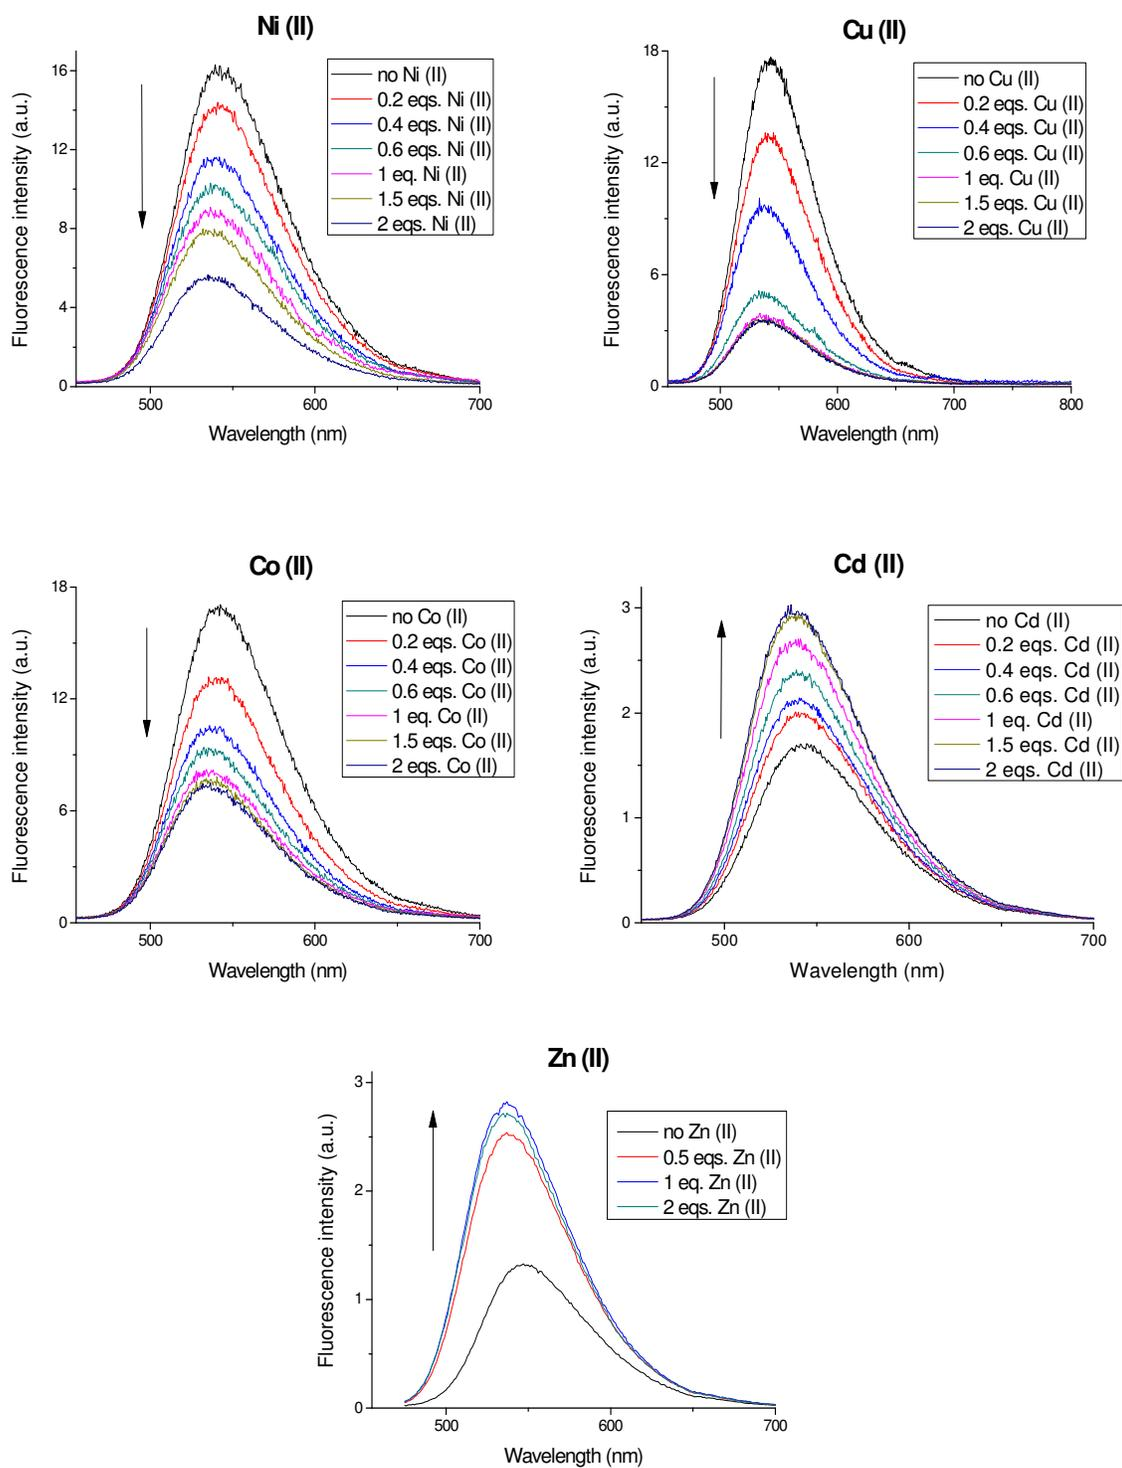 Ni (II)
Fluorescence intensity (a.u.)
16
12
8
4
0
500
600
700
Wavelength (nm)
no Ni (II)
0.2 eqs. Ni (II)
0.4 eqs. Ni (II)
0.6 eqs. Ni (II)
1 eq. Ni (II)
1.5 eqs. Ni (II)
2 eqs. Ni (II)
Cu (II)
Fluorescence intensity (a.u.)
18
12
6
0
500
600
700
800
Wavelength (nm)
no Cu (II)
0.2 eqs. Cu (II)
0.4 eqs. Cu (II)
0.6 eqs. Cu (II)
1 eq. Cu (II)
1.5 eqs. Cu (II)
2 eqs. Cu (II)
Co (II)
Fluorescence intensity (a.u.)
18
12
6
0
500
600
700
Wavelength (nm)
no Co (II)
0.2 eqs. Co (II)
0.4 eqs. Co (II)
0.6 eqs. Co (II)
1 eq. Co (II)
1.5 eqs. Co (II)
2 eqs. Co (II)
Cd (II)
Fluorescence intensity (a.u.)
3
2
1
0
500
600
700
Wavelength (nm)
no Cd (II)
0.2 eqs. Cd (II)
0.4 eqs. Cd (II)
0.6 eqs. Cd (II)
1 eq. Cd (II)
1.5 eqs. Cd (II)
2 eqs. Cd (II)
Zn (II)
Fluorescence intensity (a.u.)
3
2
1
0
500
600
700
Wavelength (nm)
no Zn (II)
0.5 eqs. Zn (II)
1 eq. Zn (II)
2 eqs. Zn (II)